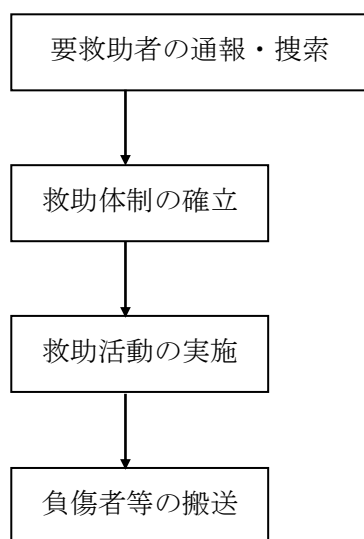 要救助者の通報・捜索
救助体制の確立
救助活動の実施
負傷者等の搬送